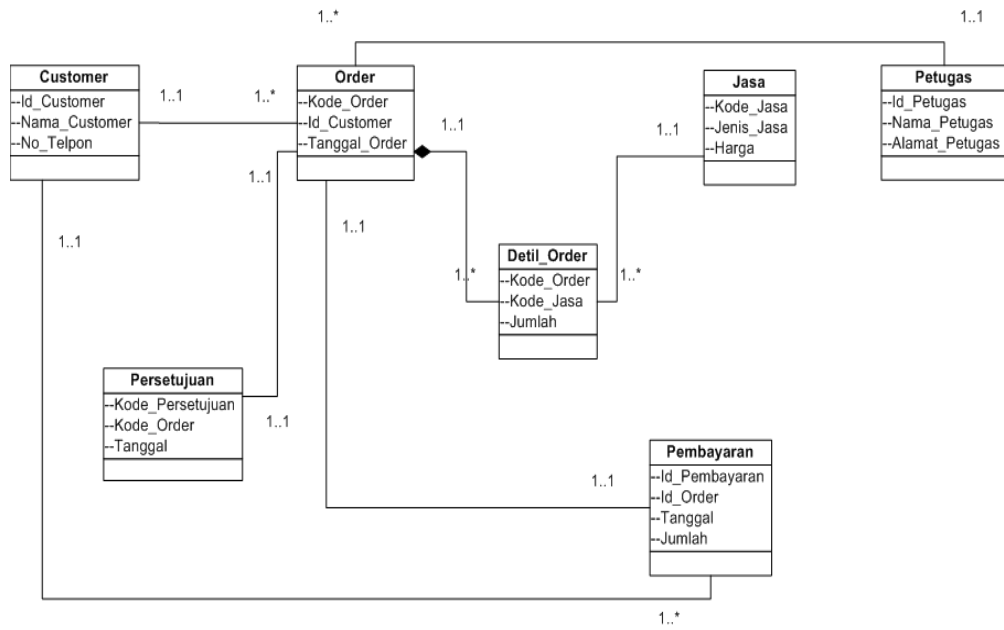 1..*
1..1
Customer
--Id_Customer
--Nama_Customer
--No_Telpon
1..1
1..*
Order
--Kode_Order
--Id_Customer
--Tanggal_Order
1..1
1..1
Jasa
--Kode_Jasa
--Jenis_Jasa
--Harga
Petugas
--Id_Petugas
--Nama_Petugas
--Alamat_Petugas
1..1
1..1
1..1
1..*
Detil_Order
--Kode_Order
--Kode_Jasa
--Jumlah
1..*
Persetujuan
--Kode_Persetujuan
--Kode_Order
--Tanggal
1..1
Pembayaran
--Id_Pembayaran
--Id_Order
--Tanggal
--Jumlah
1..1
1..*